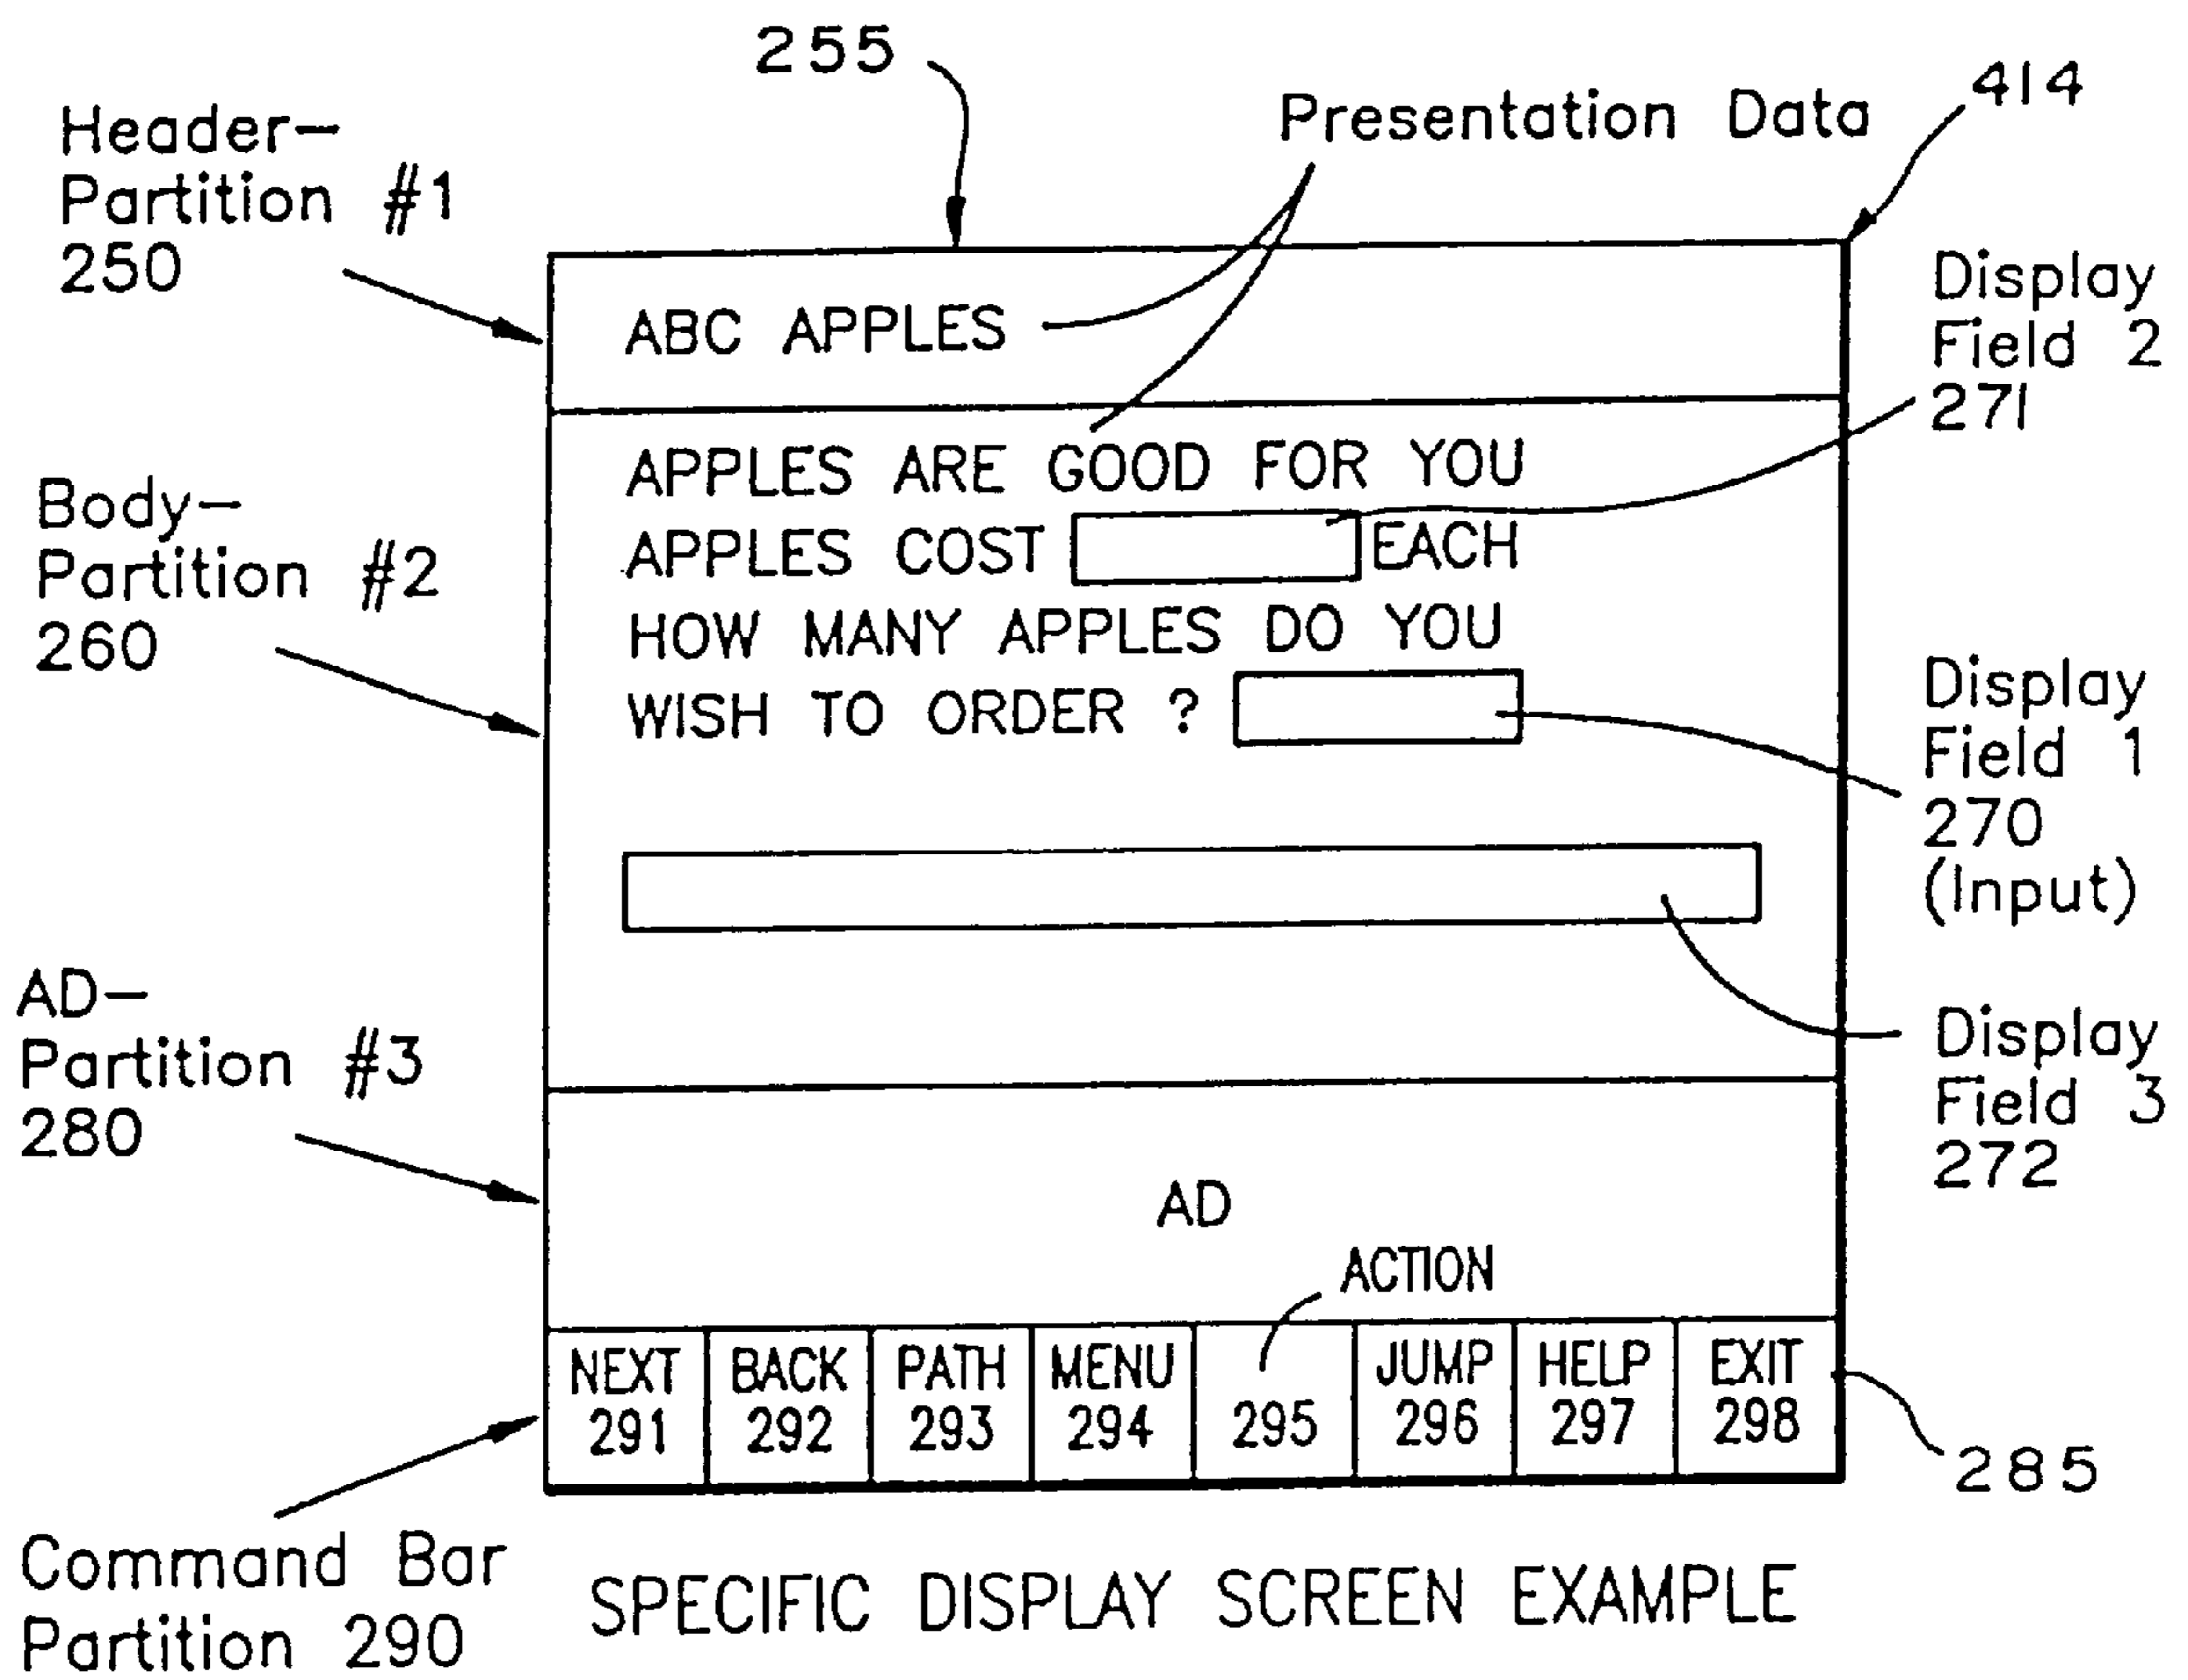 255
414
Presentation Data
Header—
Partition #1
250
ABC APPLES
Display
Field 2
271
APPLES ARE GOOD FOR YOU
APPLES COST EACH
HOW MANY APPLES DO YOU
WISH TO ORDER ?
Body—
Partition #2
260
Display
Field 1
270
(Input)
AD—
Partition #3
280
Display
Field 3
272
AD
ACTION
NEXT BACK PATH MENU JUMP HELP EXIT
291 292 293 294 295 296 297 298
285
Command Bar
Partition 290
SPECIFIC DISPLAY SCREEN EXAMPLE